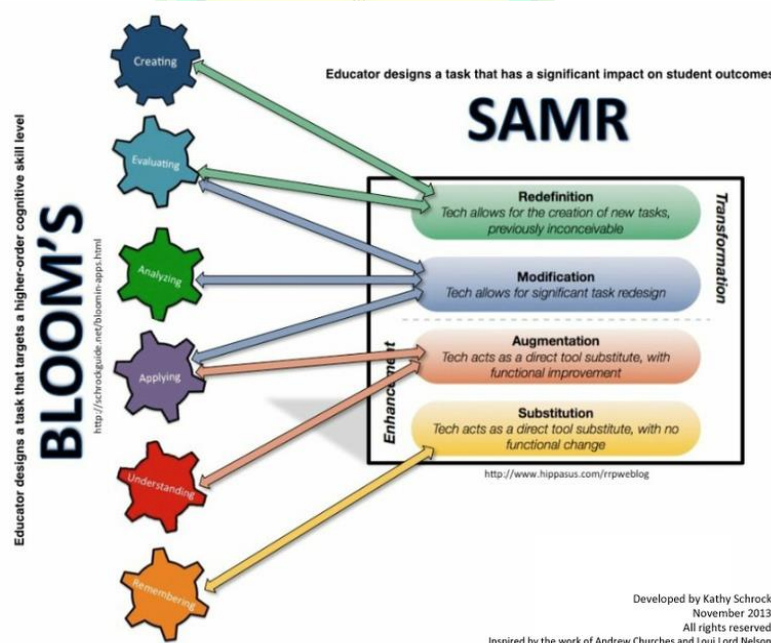 Educator designs a task that targets a higher-order cognitive skill level
BLOOM'S
http://schrockguide.net/bloomin-apps.html
Creating
Evaluating
Analyzing
Applying
Understanding
Remembering
Educator designs a task that has a significant impact on student outcomes
SAMR
Redefinition
Tech allows for the creation of new tasks,
previously inconceivable
Modification
Tech allows for significant task redesign
Transformation
Augmentation
Tech acts as a direct tool substitute, with
functional improvement
Substitution
Tech acts as a direct tool substitute, with no
functional change
Enhancement
http://www.hippasus.com/rrpweblog
Developed by Kathy Schrock
November 2013
All rights reserved
Inspired by the work of Andrew Churches and Loui Lord Nelson